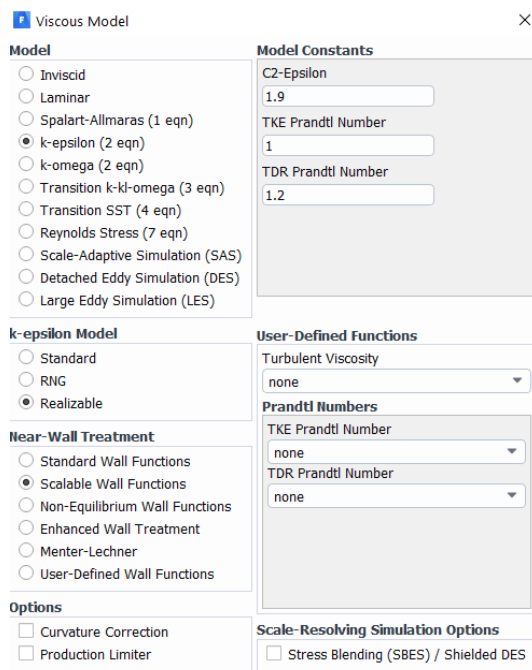 Viscous Model
Model
Inviscid
Laminar
Spalart-Allmaras (1 eqn)
k-epsilon (2 eqn)
k-omega (2 eqn)
Transition k-kl-omega (3 eqn)
Transition SST (4 eqn)
Reynolds Stress (7 eqn)
Scale-Adaptive Simulation (SAS)
Detached Eddy Simulation (DES)
Large Eddy Simulation (LES)
k-epsilon Model
Standard
RNG
Realizable
Near-Wall Treatment
Standard Wall Functions
Scalable Wall Functions
Non-Equilibrium Wall Functions
Enhanced Wall Treatment
Menter-Lechner
User-Defined Wall Functions
Options
Curvature Correction
Production Limiter
Model Constants
C2-Epsilon
1.9
TKE Prandtl Number
1
TDR Prandtl Number
1.2
User-Defined Functions
Turbulent Viscosity
none
Prandtl Numbers
TKE Prandtl Number
none
TDR Prandtl Number
none
Scale-Resolving Simulation Options
Stress Blending (SBES) / Shielded DES